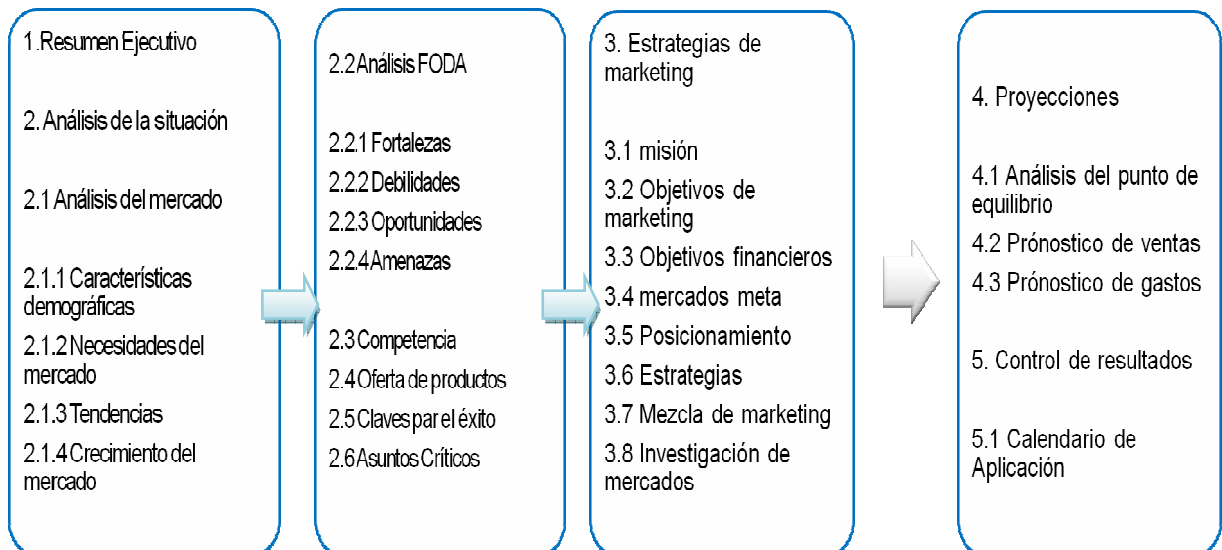 1.Resumen Ejecutivo
2. Análisis de la situación
2.1 Análisis del mercado
2.1.1 Características
demográficas
2.1.2 Necesidades del
mercado
2.1.3 Tendencias
2.1.4 Crecimiento del
mercado
2.2 Análisis FODA
2.2.1 Fortalezas
2.2.2 Debilidades
2.2.3 Oportunidades
2.2.4 Amenazas
2.3 Competencia
2.4 Oferta de productos
2.5 Claves par el éxito
2.6 Asuntos Críticos
3. Estrategias de
marketing
3.1 misión
3.2 Objetivos de
marketing
3.3 Objetivos financieros
3.4 mercados meta
3.5 Posicionamiento
3.6 Estrategias
3.7 Mezcla de marketing
3.8 Investigación de
mercados
4. Proyecciones
4.1 Análisis del punto de
equilibrio
4.2 Prónostico de ventas
4.3 Prónostico de gastos
5. Control de resultados
5.1 Calendario de
Aplicación